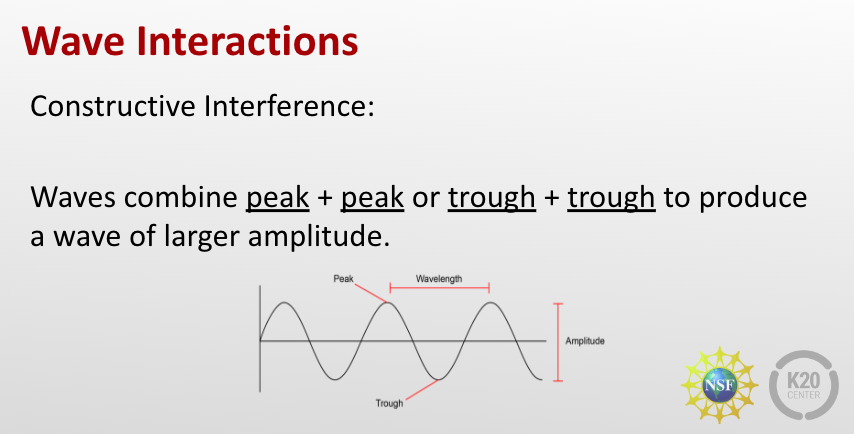 Wave Interactions
Constructive Interference:
Waves combine peak + peak or trough + trough to produce
a wave of larger amplitude.
Peak
Wavelength
Amplitude
Trough
NSF
K20
CENTER